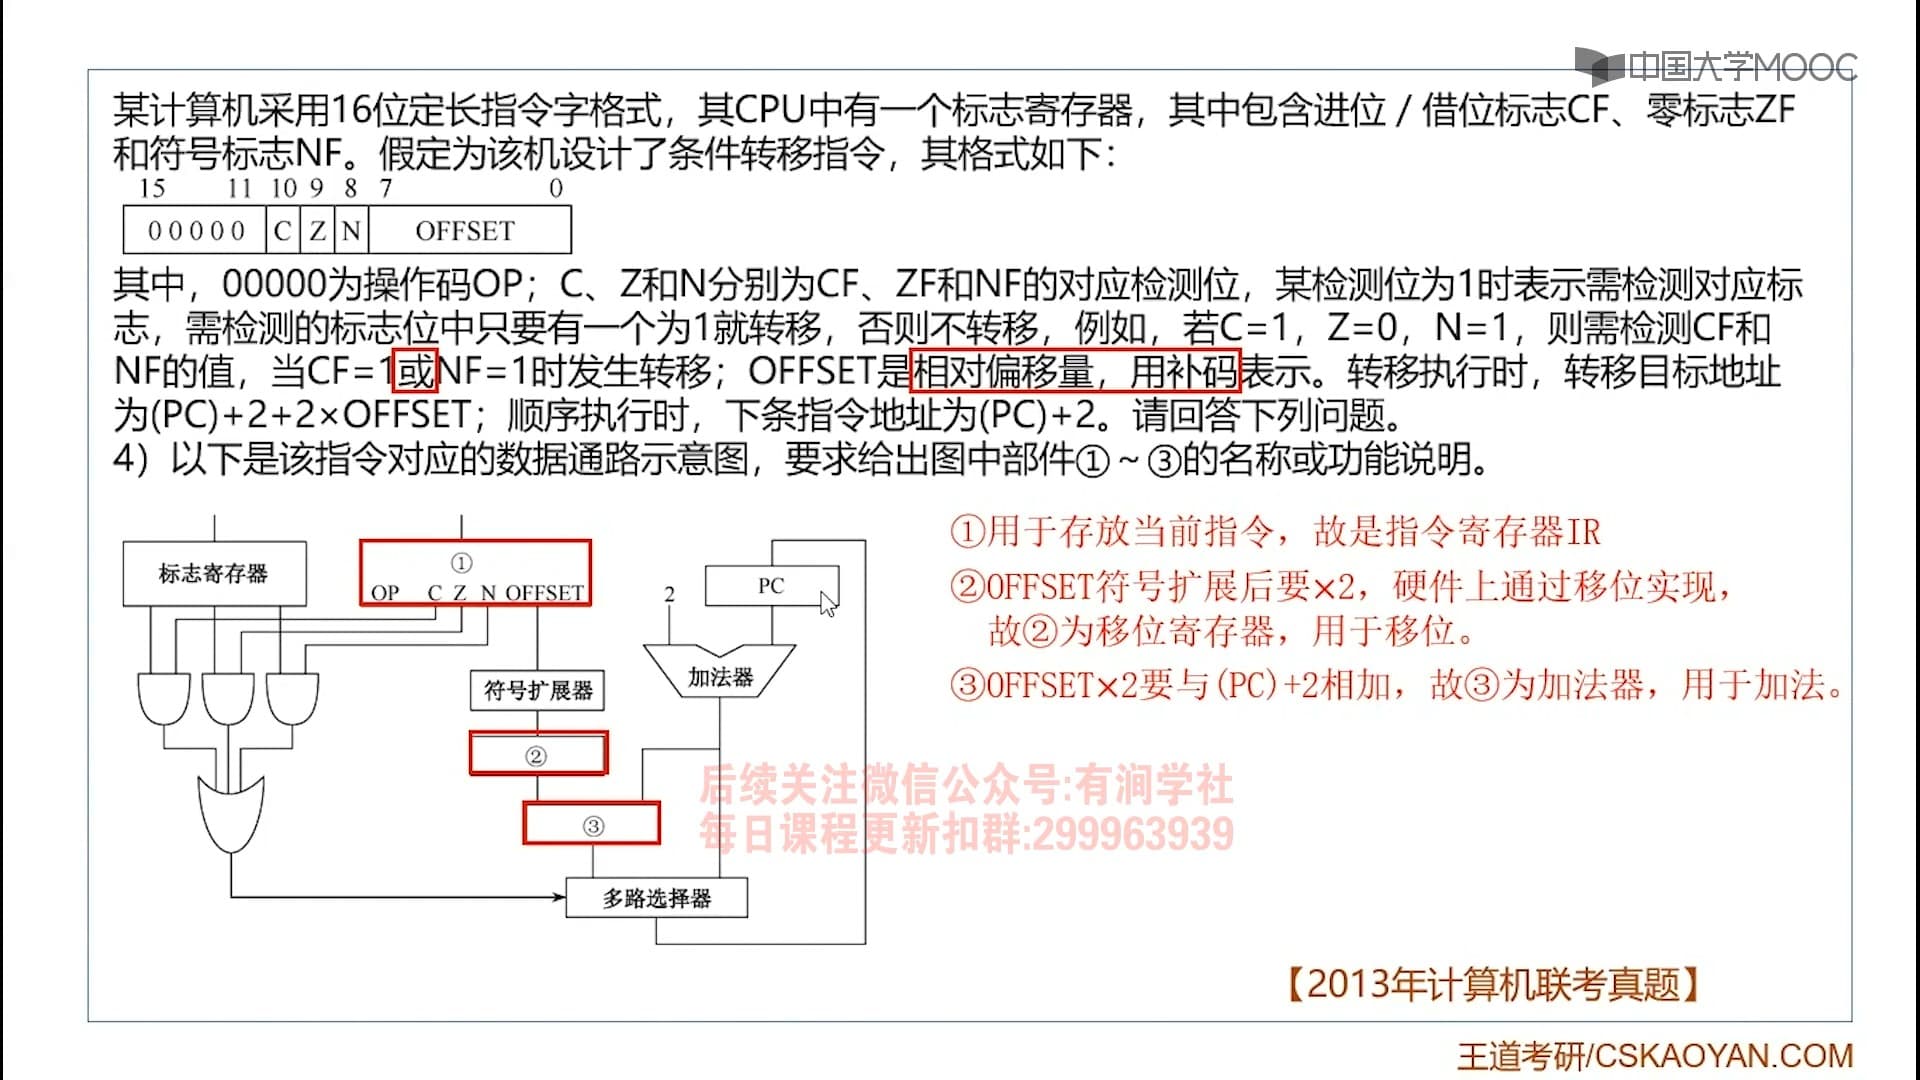 中国大学MOOC
某计算机采用16位定长指令字格式，其CPU中有一个标志寄存器，其中包含进位／借位标志CF、零标志ZF
和符号标志NF。假定为该机设计了条件转移指令，其格式如下：
15 11 10 9 8 7 0
00000 C Z N OFFSET
其中，00000为操作码OP；C、Z和N分别为CF、ZF和NF的对应检测位，某检测位为1时表示需检测对应标
志，需检测的标志位中只要有一个为1就转移，否则不转移，例如，若C=1，Z=0，N=1，则需检测CF和
NF的值，当CF=1或NF=1时发生转移；OFFSET是相对偏移量，用补码表示。转移执行时，转移目标地址
为(PC)+2+2×OFFSET；顺序执行时，下条指令地址为(PC)+2。请回答下列问题。
4）以下是该指令对应的数据通路示意图，要求给出图中部件①～③的名称或功能说明。
标志寄存器
①
OP C Z N OFFSET
2
PC
加法器
符号扩展器
②
③
多路选择器
①用于存放当前指令，故是指令寄存器IR
②OFFSET符号扩展后要×2，硬件上通过移位实现，
故②为移位寄存器，用于移位。
③OFFSET×2要与(PC)+2相加，故③为加法器，用于加法。
后续关注微信公众号:有涧学社
每日课程更新扣群:299963939
【2013年计算机联考真题】
王道考研/CSKAOYAN.COM